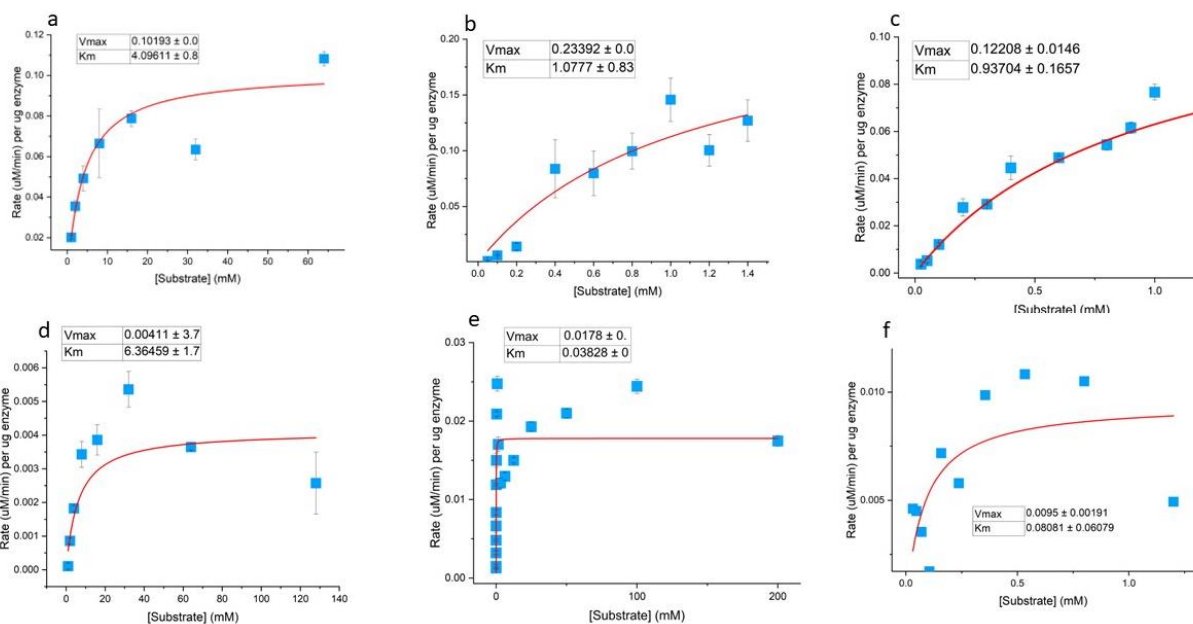 a
Vmax 0.10193 ± 0.0
Km 4.09611 ± 0.8
Rate (uM/min) per ug enzyme
0.12
0.10
0.08
0.06
0.04
0.02
0 10 20 30 40 50 60
[Substrate] (mM)
b
Vmax 0.23392 ± 0.0
Km 1.0777 ± 0.83
Rate (uM/min) per ug enzyme
0.20
0.15
0.10
0.05
0.0 0.2 0.4 0.6 0.8 1.0 1.2 1.4
[Substrate] (mM)
c
Vmax 0.12208 ± 0.0146
Km 0.93704 ± 0.1657
Rate (uM/min) per ug enzyme
0.10
0.08
0.06
0.04
0.02
0.00
0.0 0.5 1.0
[Substrate] (mM)
d
Vmax 0.00411 ± 3.7
Km 6.36459 ± 1.7
Rate (uM/min) per ug enzyme
0.006
0.005
0.004
0.003
0.002
0.001
0.000
0 20 40 60 80 100 120 140
[Substrate] (mM)
e
Vmax 0.0178 ± 0.
Km 0.03828 ± 0
Rate (uM/min) per ug enzyme
0.03
0.02
0.01
0.00
0 100 200
[Substrate] (mM)
f
Rate (uM/min) per ug enzyme
0.010
0.005
Vmax 0.0095 ± 0.00191
Km 0.08081 ± 0.06079
0.0 0.5 1.0
[Substrate] (mM)